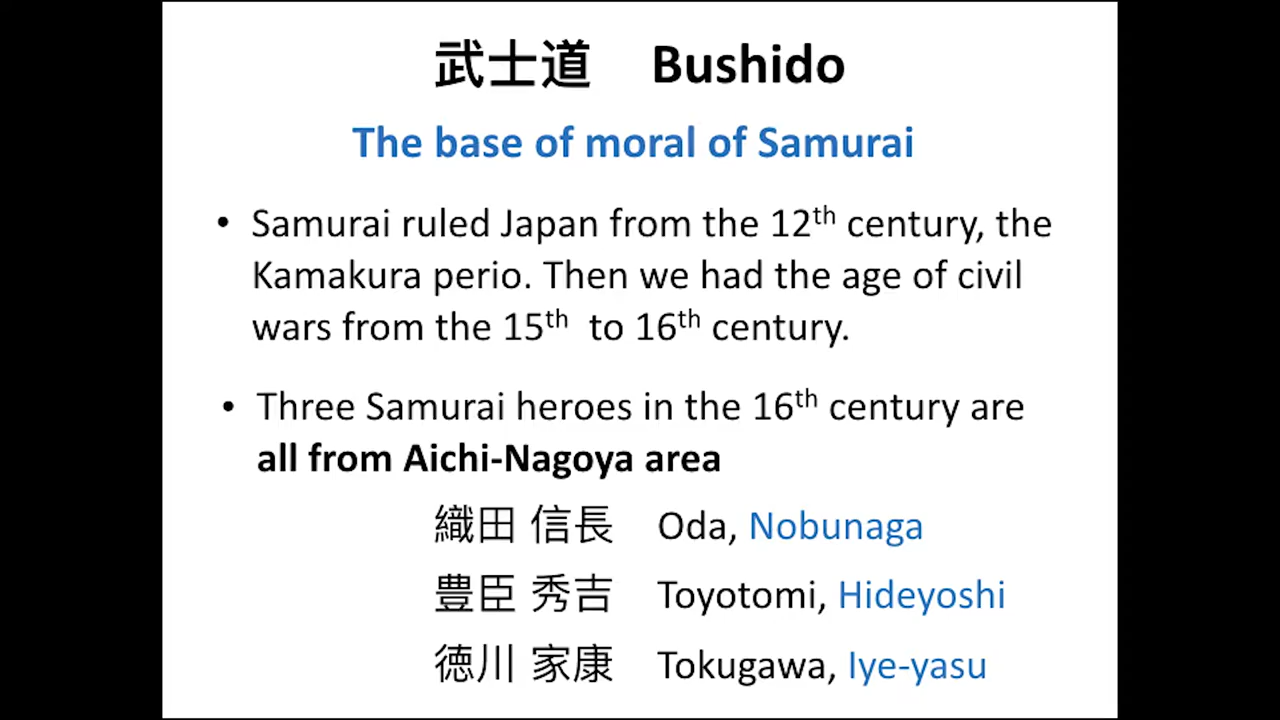 武士道 Bushido
The base of moral of Samurai
• Samurai ruled Japan from the 12th century, the
Kamakura perio. Then we had the age of civil
wars from the 15th to 16th century.
• Three Samurai heroes in the 16th century are
all from Aichi-Nagoya area
織田 信長 Oda, Nobunaga
豊臣 秀吉 Toyotomi, Hideyoshi
徳川 家康 Tokugawa, Iye-yasu